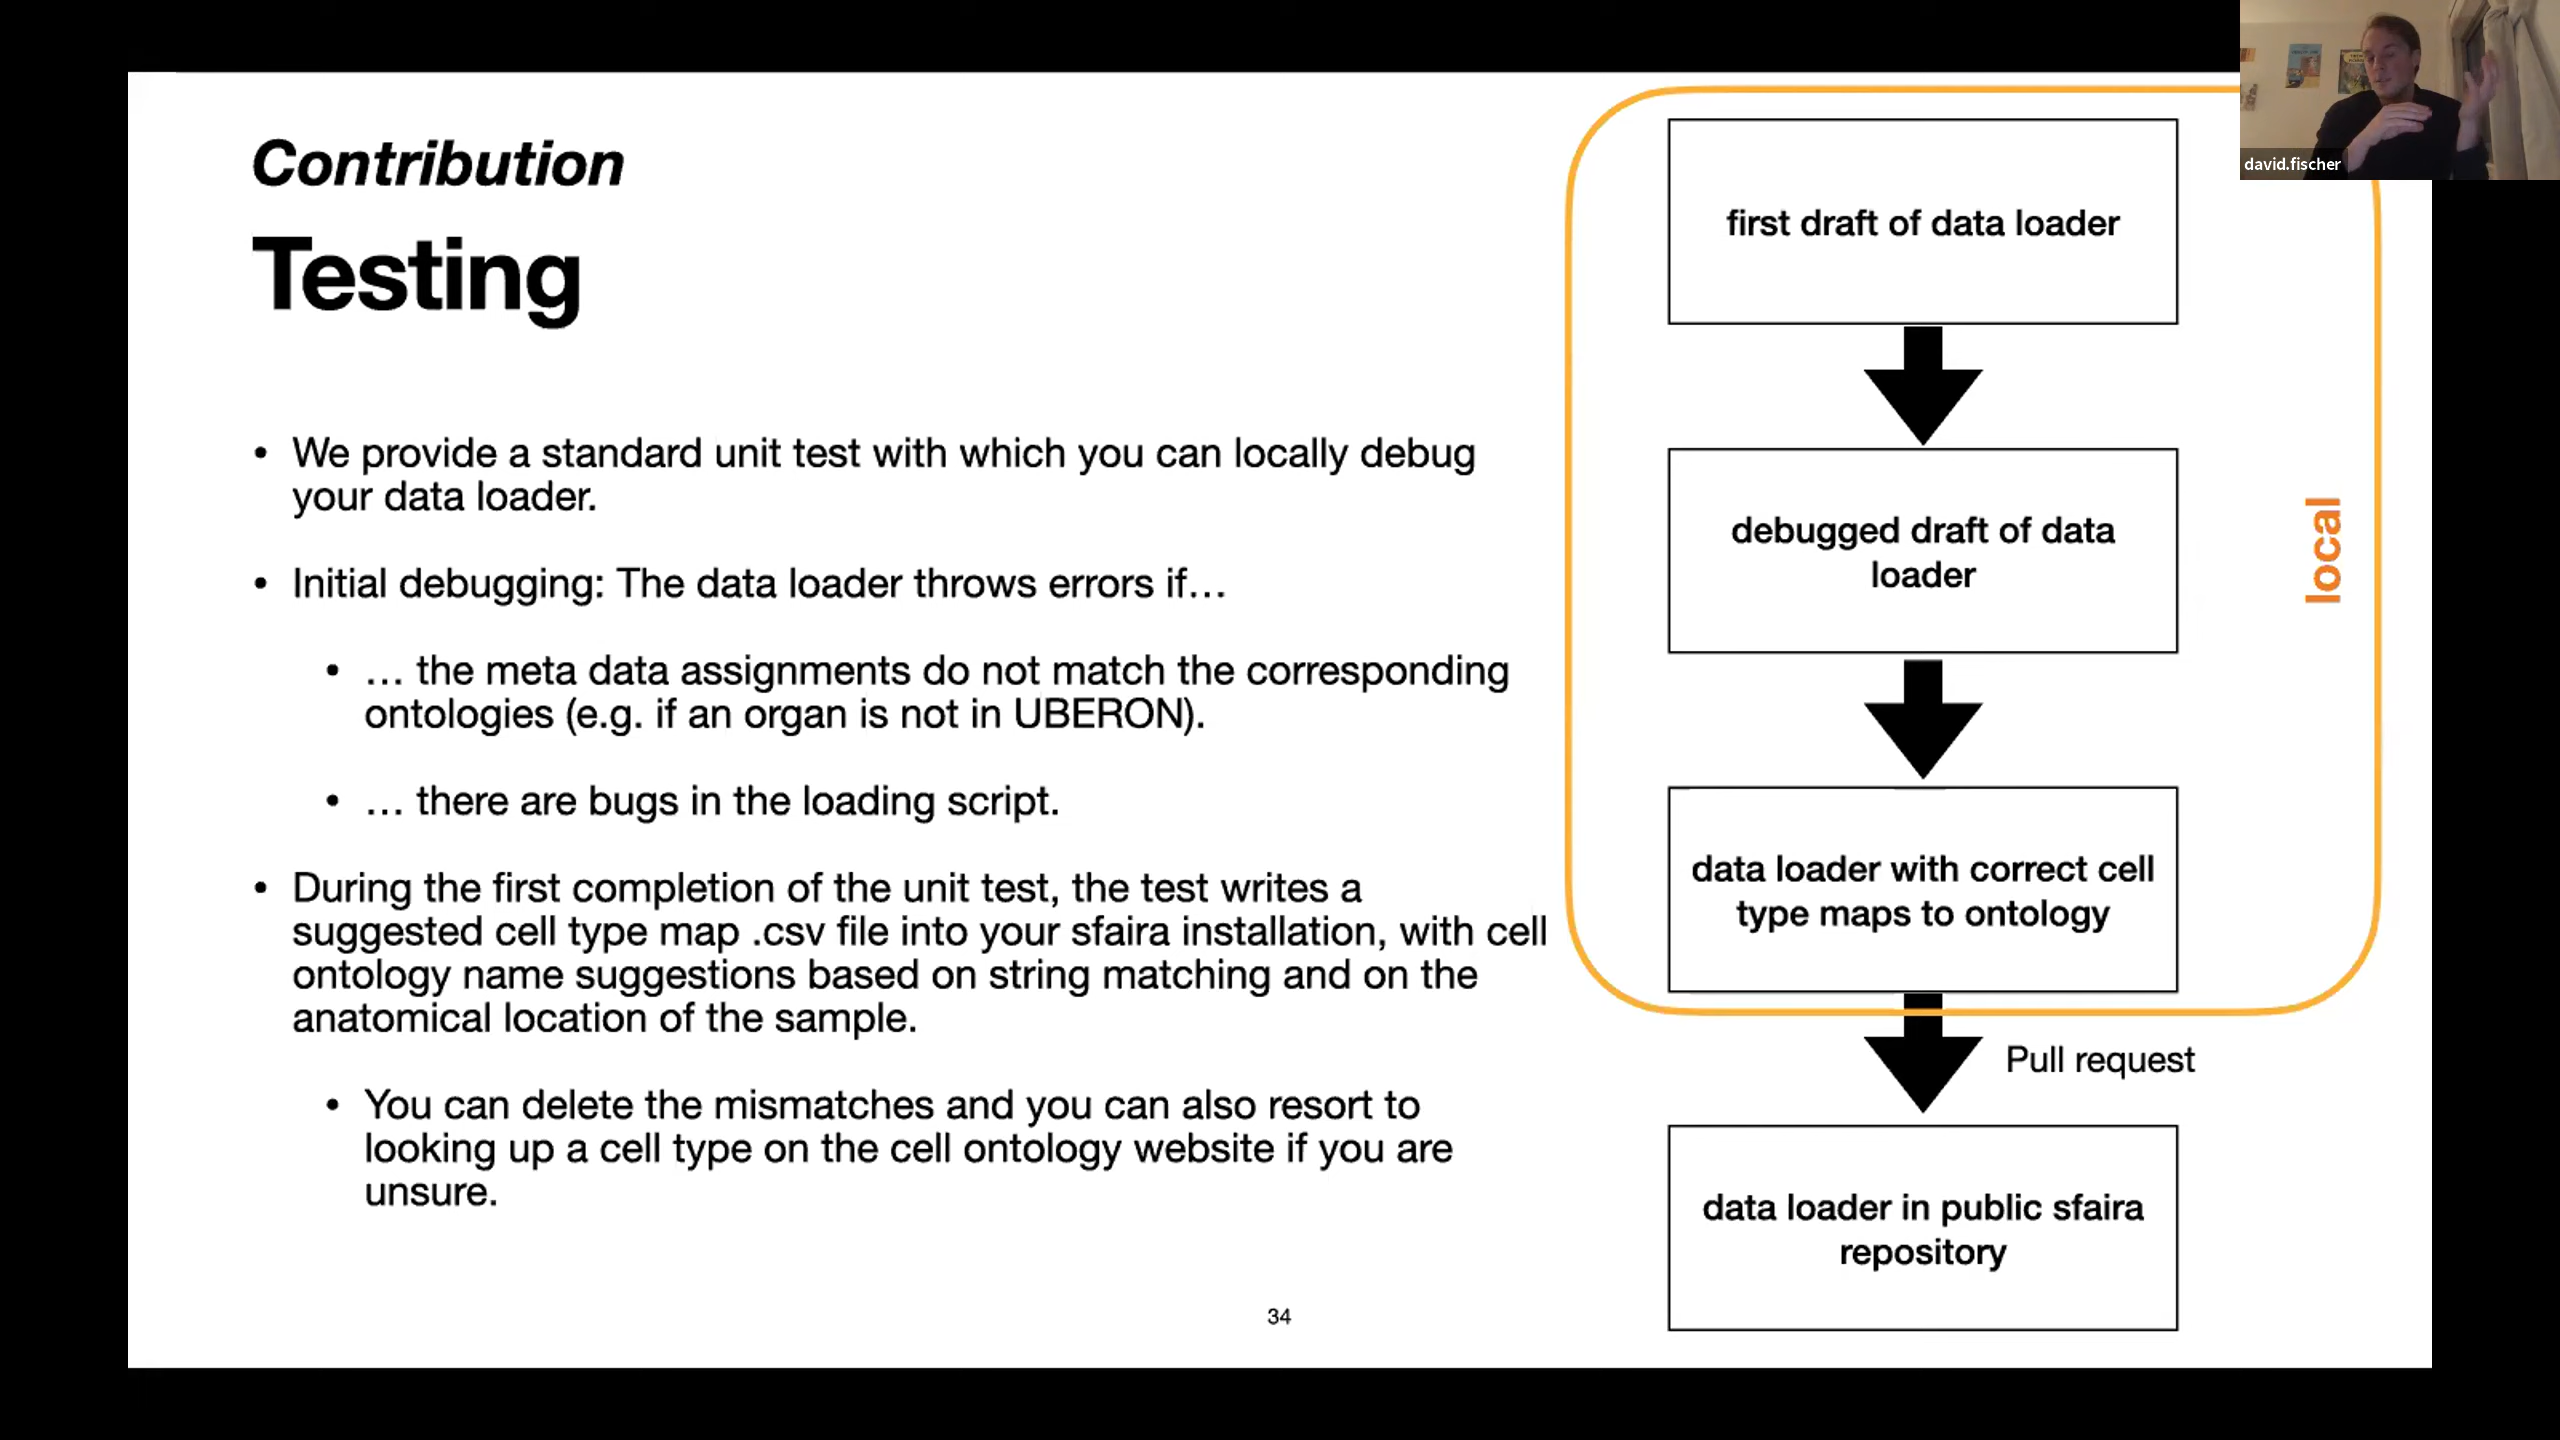 Contribution
Testing
• We provide a standard unit test with which you can locally debug
your data loader.
• Initial debugging: The data loader throws errors if…
• … the meta data assignments do not match the corresponding
ontologies (e.g. if an organ is not in UBERON).
• … there are bugs in the loading script.
• During the first completion of the unit test, the test writes a
suggested cell type map .csv file into your sfaira installation, with cell
ontology name suggestions based on string matching and on the
anatomical location of the sample.
• You can delete the mismatches and you can also resort to
looking up a cell type on the cell ontology website if you are
unsure.
34
first draft of data loader
debugged draft of data
loader
data loader with correct cell
type maps to ontology
local
Pull request
data loader in public sfaira
repository
david.fischer